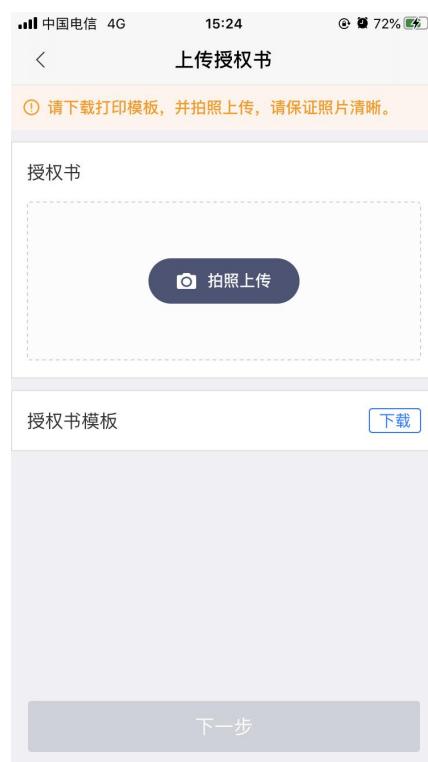 中国电信 4G 15:24 72%
上传授权书
请下载打印模板，并拍照上传，请保证照片清晰。
授权书
拍照上传
授权书模板 下载
下一步